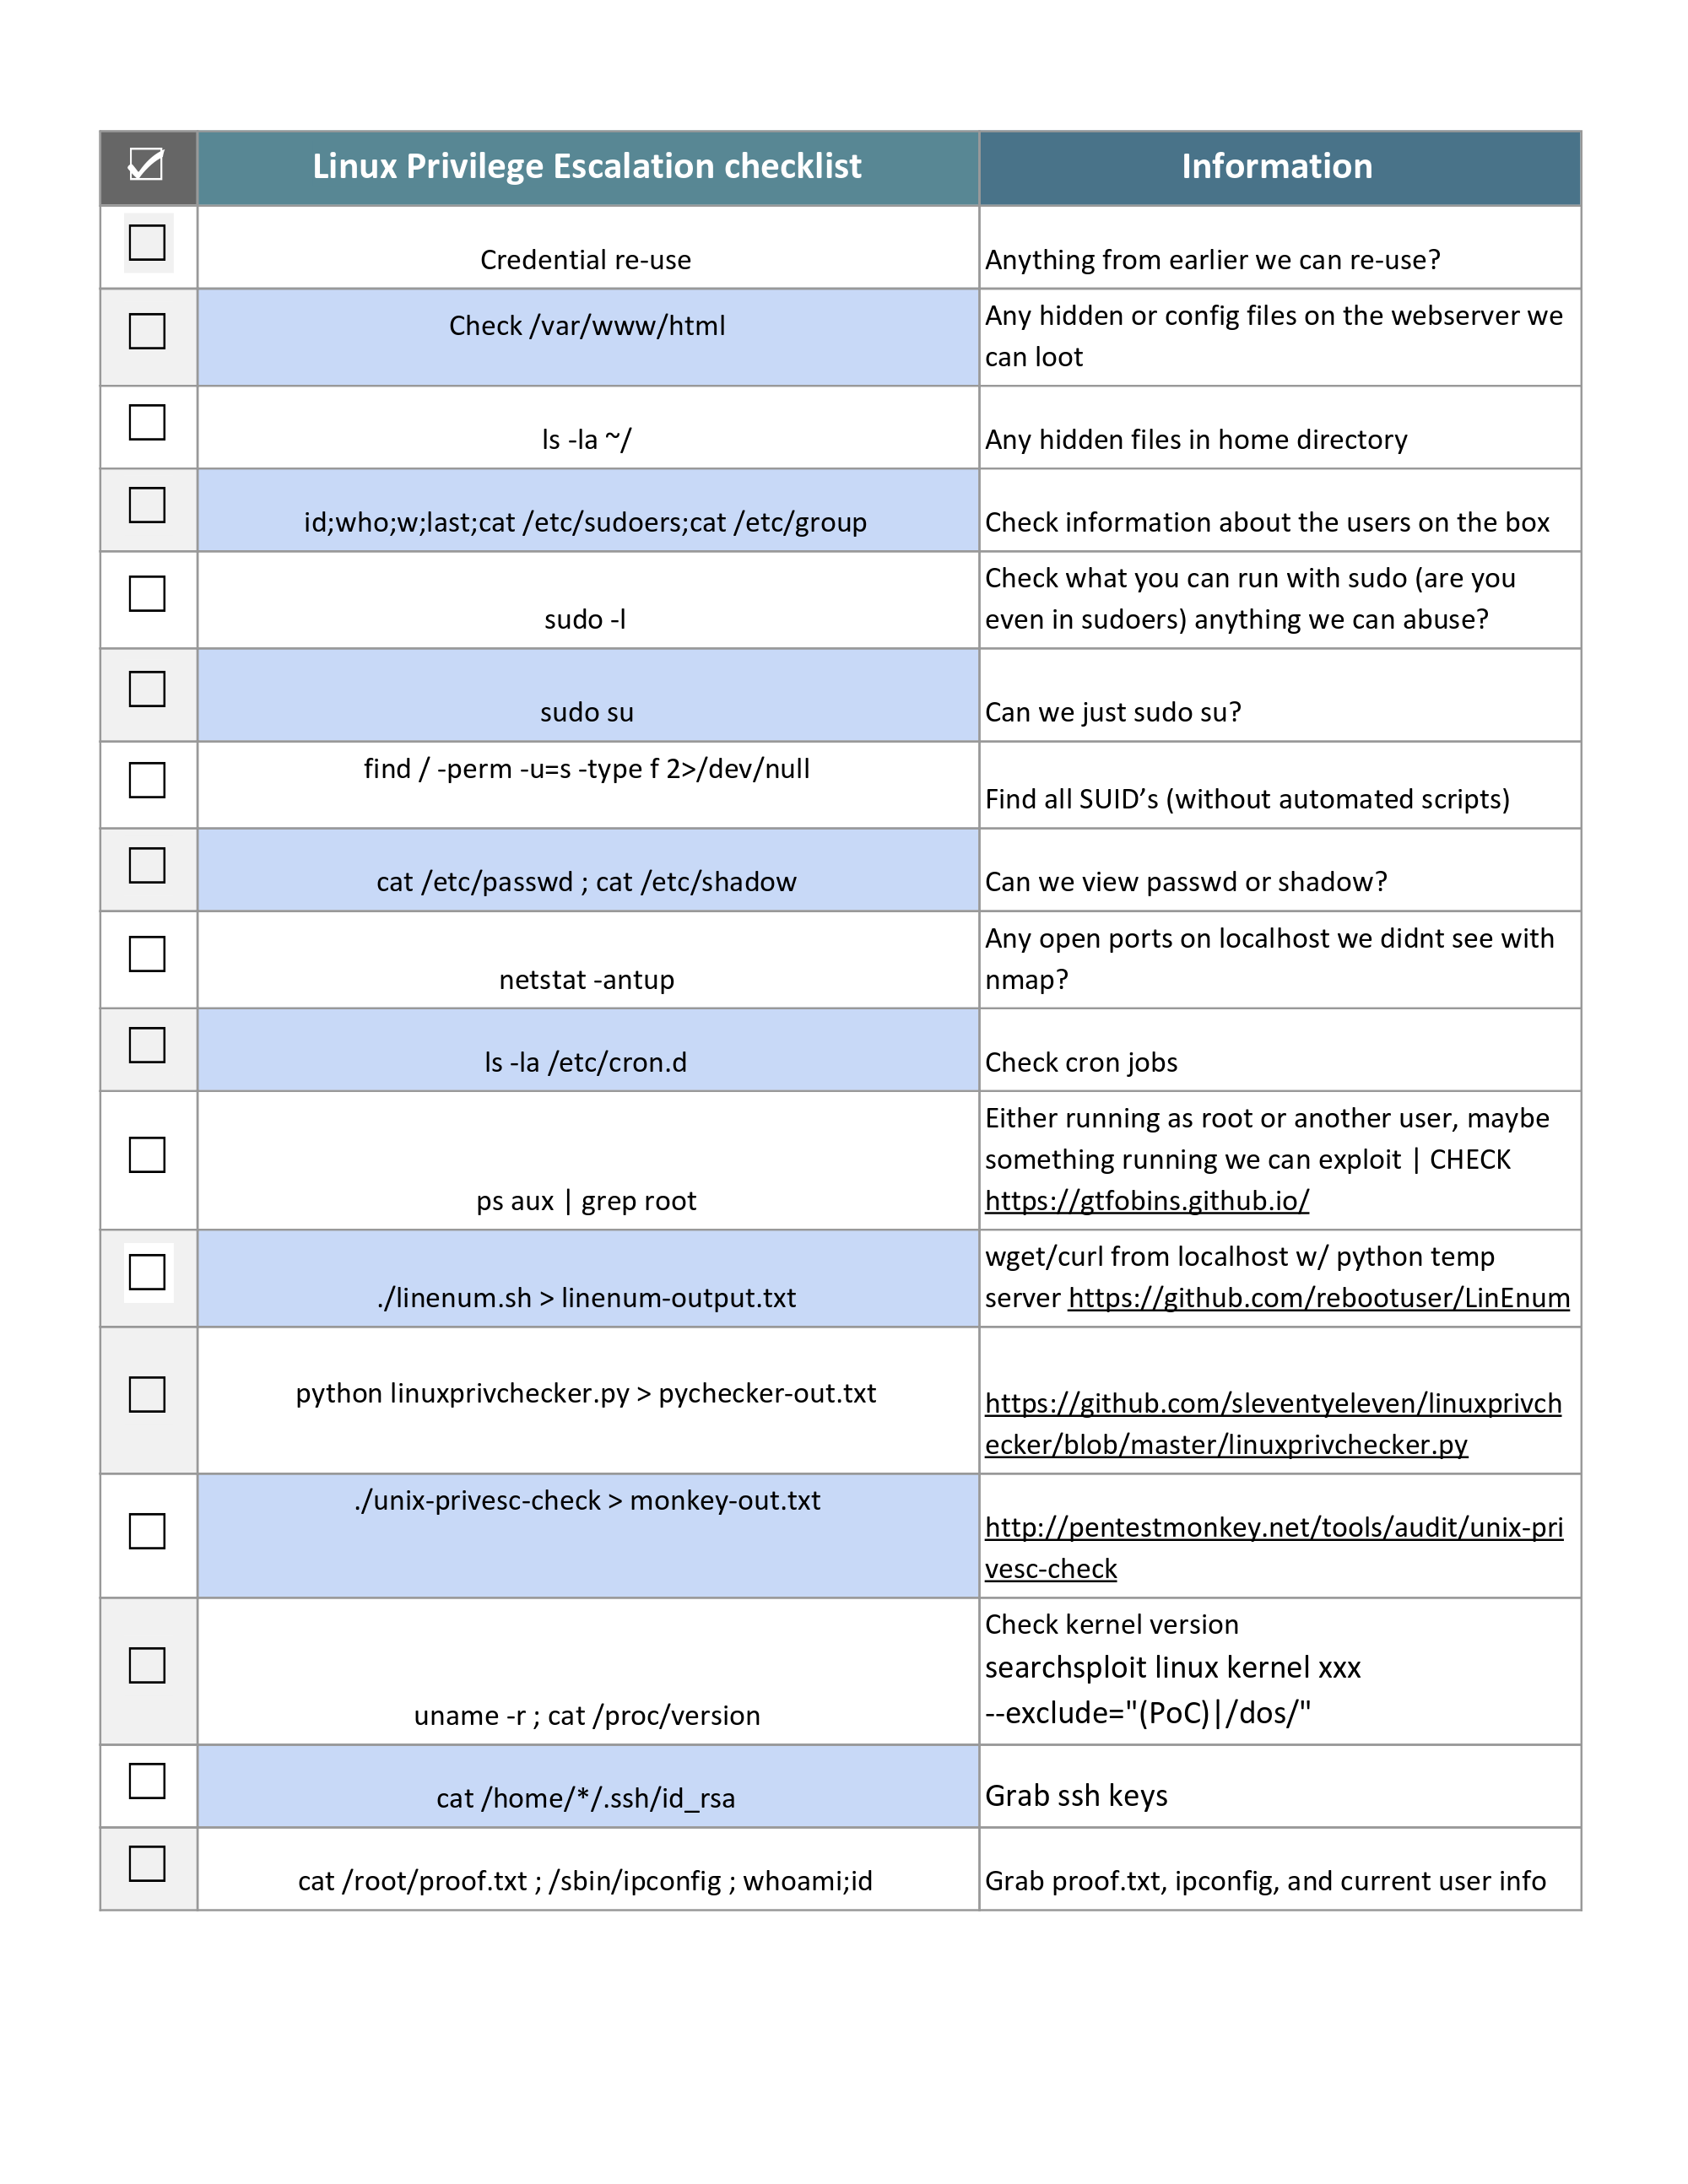 Linux Privilege Escalation checklist
Information
Credential re-use
Anything from earlier we can re-use?
Check /var/www/html
Any hidden or config files on the webserver we
can loot
ls -la ~/
Any hidden files in home directory
id;who;w;last;cat /etc/sudoers;cat /etc/group
Check information about the users on the box
sudo -l
Check what you can run with sudo (are you
even in sudoers) anything we can abuse?
sudo su
Can we just sudo su?
find / -perm -u=s -type f 2>/dev/null
Find all SUID’s (without automated scripts)
cat /etc/passwd ; cat /etc/shadow
Can we view passwd or shadow?
netstat -antup
Any open ports on localhost we didnt see with
nmap?
ls -la /etc/cron.d
Check cron jobs
ps aux | grep root
Either running as root or another user, maybe
something running we can exploit | CHECK
https://gtfobins.github.io/
./linenum.sh > linenum-output.txt
wget/curl from localhost w/ python temp
server https://github.com/rebootuser/LinEnum
python linuxprivchecker.py > pychecker-out.txt
https://github.com/sleventyeleven/linuxprivch
ecker/blob/master/linuxprivchecker.py
./unix-privesc-check > monkey-out.txt
http://pentestmonkey.net/tools/audit/unix-pri
vesc-check
uname -r ; cat /proc/version
Check kernel version
searchsploit linux kernel xxx
--exclude="(PoC)|/dos/"
cat /home/*/.ssh/id_rsa
Grab ssh keys
cat /root/proof.txt ; /sbin/ipconfig ; whoami;id
Grab proof.txt, ipconfig, and current user info